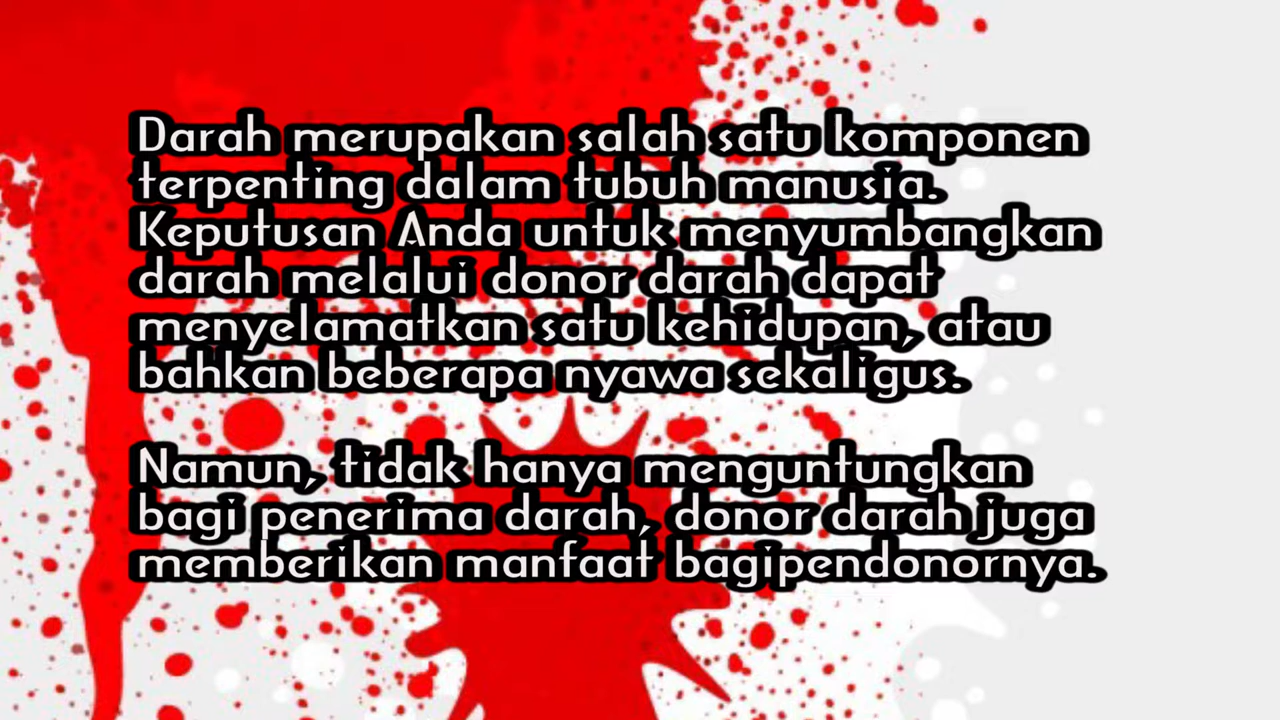 Darah merupakan salah satu komponen
terpenting dalam tubuh manusia.
Keputusan Anda untuk menyumbangkan
darah melalui donor darah dapat
menyelamatkan satu kehidupan, atau
bahkan beberapa nyawa sekaligus.
Namun, tidak hanya menguntungkan
bagi penerima darah, donor darah juga
memberikan manfaat bagipendonornya.